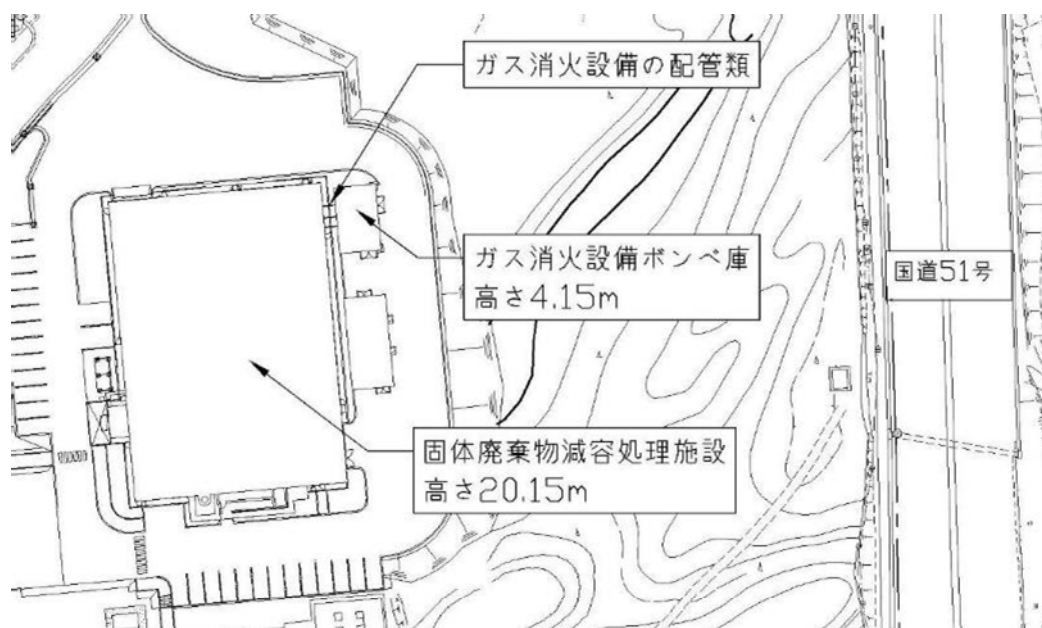 ガス消火設備の配管類
ガス消火設備ボンベ庫
高さ4.15m
国道51号
固体廃棄物減容処理施設
高さ20.15m